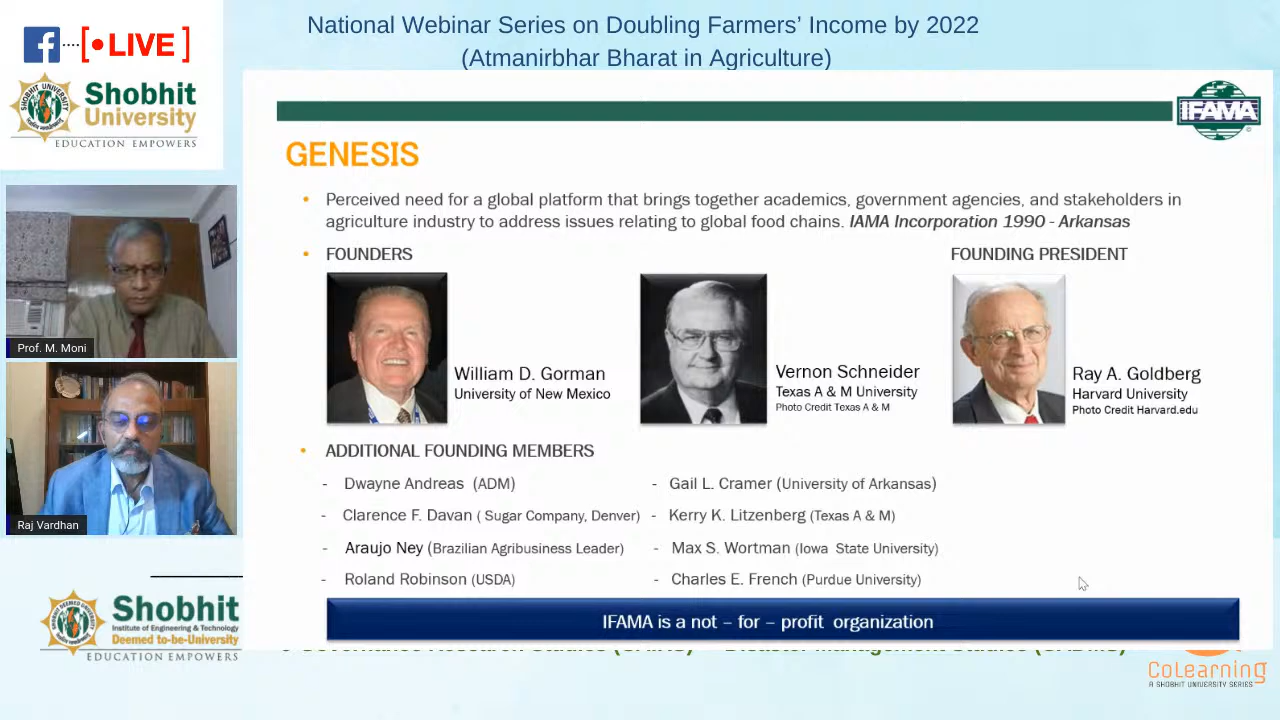 National Webinar Series on Doubling Farmers' Income by 2022
(Atmanirbhar Bharat in Agriculture)
[•LIVE]
SHOBHIT UNIVERSITY
Shobhit
University
EDUCATION EMPOWERS
IFAMA
GENESIS
• Perceived need for a global platform that brings together academics, government agencies, and stakeholders in
agriculture industry to address issues relating to global food chains. IAMA Incorporation 1990 - Arkansas
• FOUNDERS
FOUNDING PRESIDENT
William D. Gorman
University of New Mexico
Vernon Schneider
Texas A & M University
Photo Credit Texas A & M
Ray A. Goldberg
Harvard University
Photo Credit Harvard.edu
• ADDITIONAL FOUNDING MEMBERS
- Dwayne Andreas (ADM)
- Clarence F. Davan ( Sugar Company, Denver)
- Araujo Ney (Brazilian Agribusiness Leader)
- Roland Robinson (USDA)
- Gail L. Cramer (University of Arkansas)
- Kerry K. Litzenberg (Texas A & M)
- Max S. Wortman (Iowa State University)
- Charles E. French (Purdue University)
IFAMA is a not – for – profit organization
Prof. M. Moni
Raj Vardhan
Shobhit
Institute of Engineering & Technology
Deemed to-be-University
EDUCATION EMPOWERS
CoLearning
A SHOBHIT UNIVERSITY SERIES